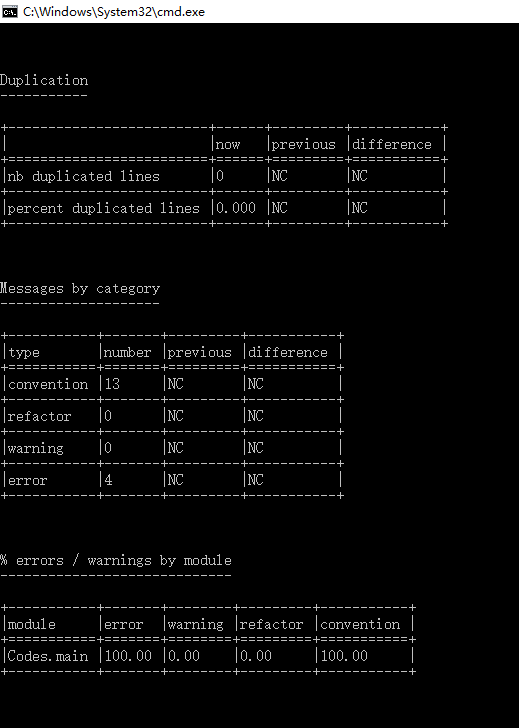 C:\Windows\System32\cmd.exe
Duplication
-----------
+-------------------------+------+---------+-----------+
|                         |now   |previous |difference |
+=========================+======+=========+===========+
|nb duplicated lines      |0     |NC       |NC         |
+-------------------------+------+---------+-----------+
|percent duplicated lines |0.000 |NC       |NC         |
+-------------------------+------+---------+-----------+
Messages by category
--------------------
+-----------+-------+---------+-----------+
|type       |number |previous |difference |
+===========+=======+=========+===========+
|convention |13     |NC       |NC         |
+-----------+-------+---------+-----------+
|refactor   |0      |NC       |NC         |
+-----------+-------+---------+-----------+
|warning    |0      |NC       |NC         |
+-----------+-------+---------+-----------+
|error      |4      |NC       |NC         |
+-----------+-------+---------+-----------+
% errors / warnings by module
-----------------------------
+-----------+-------+--------+---------+-----------+
|module     |error  |warning |refactor |convention |
+===========+=======+========+=========+===========+
|Codes.main |100.00 |0.00    |0.00     |100.00     |
+-----------+-------+--------+---------+-----------+